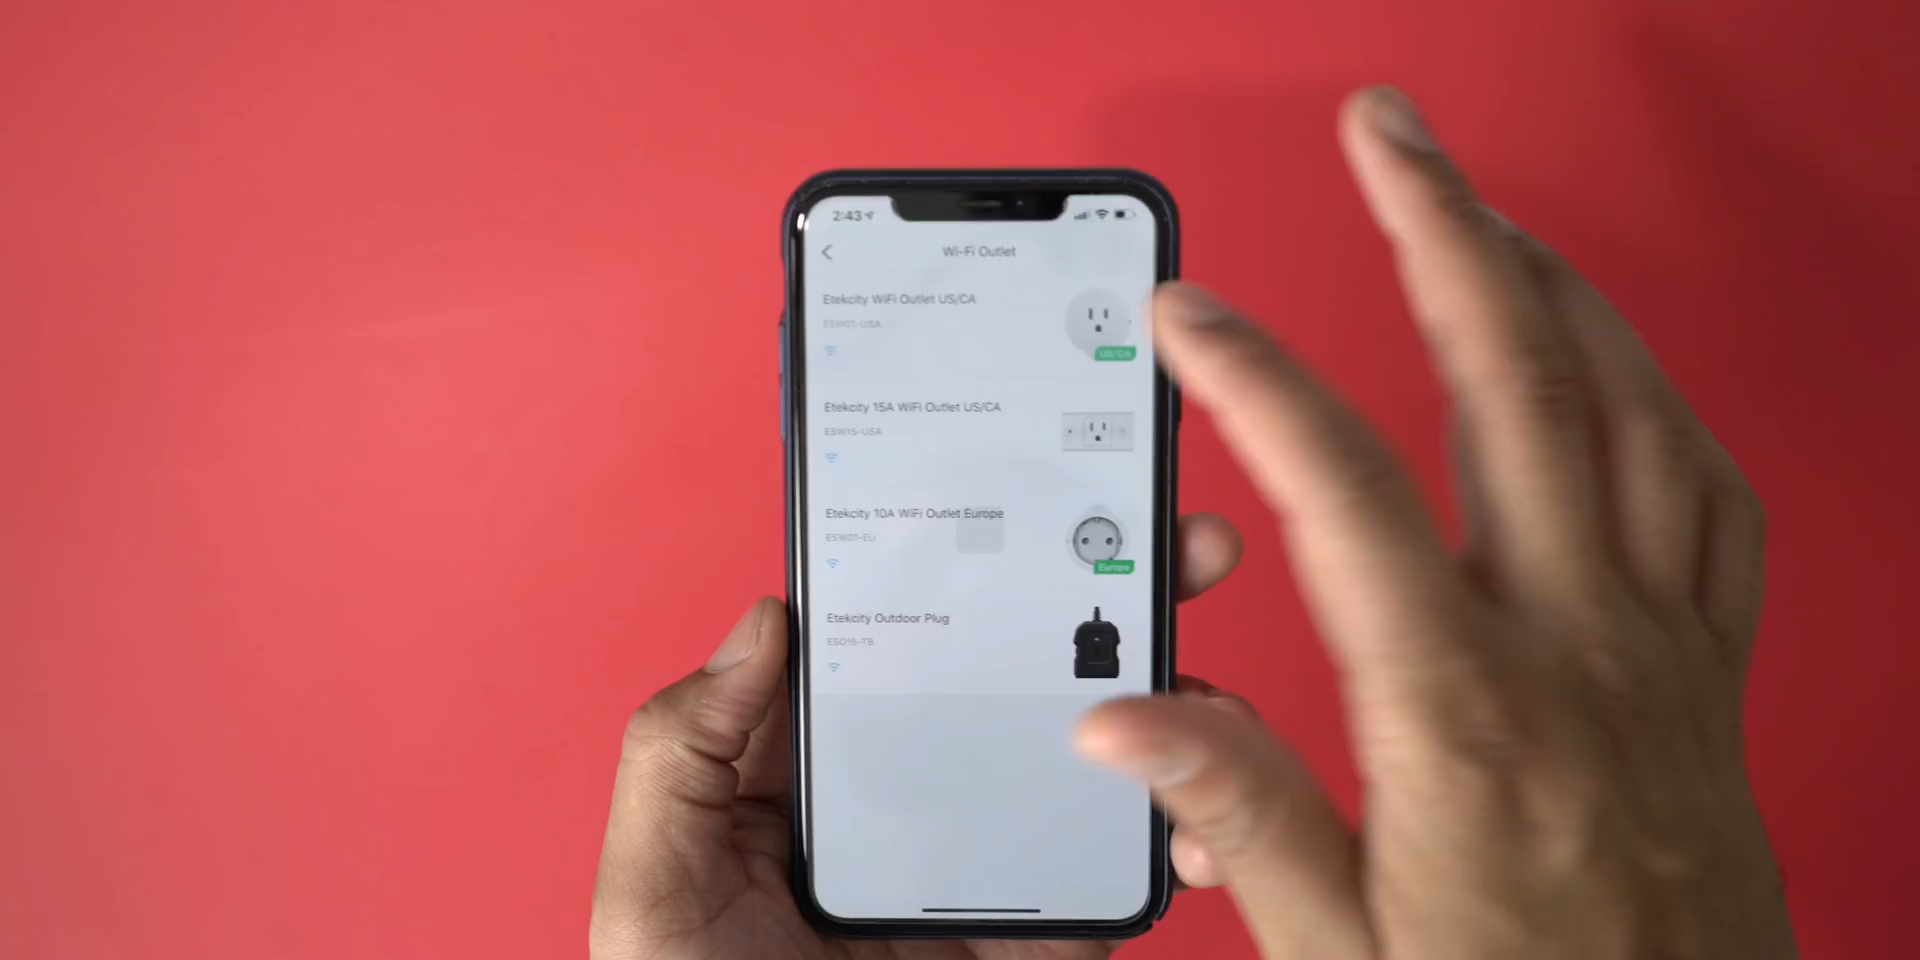 2:43
Wi-Fi Outlet
Etekcity WiFi Outlet US/CA
ESW01-USA
US/CA
Etekcity 15A WiFi Outlet US/CA
ESW15-USA
Etekcity 10A WiFi Outlet Europe
ESW01-EU
Europe
Etekcity Outdoor Plug
ESO15-TB